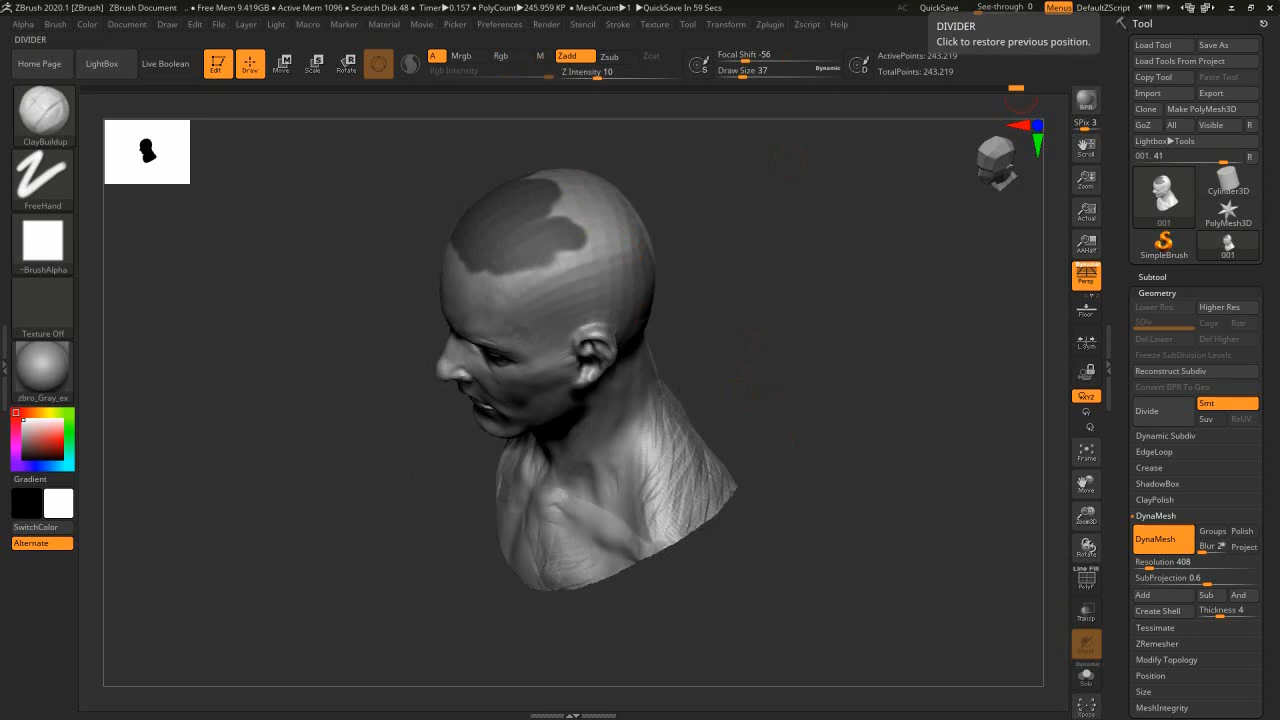 ZBrush 2020.1 [ZBrush] ZBrush Document .. ● Free Mem 9.419GB ● Active Mem 1096 ● Scratch Disk 48 ● Timer▶0.157 ● PolyCount▶245.959 KP ● MeshCount▶1 ▶QuickSave In 59 Secs AC QuickSave See-through 0 Menus DefaultZScript
Alpha Brush Color Document Draw Edit File Layer Light Macro Marker Material Movie Picker Preferences Render Stencil Stroke Texture Tool Transform Zplugin Zscript Help
DIVIDER
DIVIDER
Click to restore previous position.
Home Page LightBox Live Boolean Edit Draw Move Scale Rotate
A Mrgb Rgb M Zadd Zsub Zcut
Rgb Intensity Z Intensity 10
S Focal Shift -56
Draw Size 37 Dynamic
D ActivePoints: 243,219
TotalPoints: 243,219
ClayBuildup
FreeHand
~BrushAlpha
Texture Off
zbro_Gray_ex
Gradient
SwitchColor
Alternate
BPR
SPix 3
Scroll
Zoom
Actual
AAHalf
Dynamic
Persp
Floor
L.Sym
XYZ
Frame
Move
Zoom3D
Rotate
Line Fill
PolyF
Transp
Ghost
Dynamic
Solo
Xpose
Tool
Load Tool Save As
Load Tools From Project
Copy Tool Paste Tool
Import Export
Clone Make PolyMesh3D
GoZ All Visible R
Lightbox▶Tools
001. 41 R
001 Cylinder3D
PolyMesh3D
SimpleBrush 001
Subtool
Geometry
Lower Res Higher Res
SDiv Cage Rstr
Del Lower Del Higher
Freeze SubDivision Levels
Reconstruct Subdiv
Convert BPR To Geo
Divide Smt
Suv ReUV
Dynamic Subdiv
EdgeLoop
Crease
ShadowBox
ClayPolish
DynaMesh
DynaMesh Groups Polish
Blur 2 Project
Resolution 408
SubProjection 0.6
Add Sub And
Create Shell Thickness 4
Tessimate
ZRemesher
Modify Topology
Position
Size
MeshIntegrity